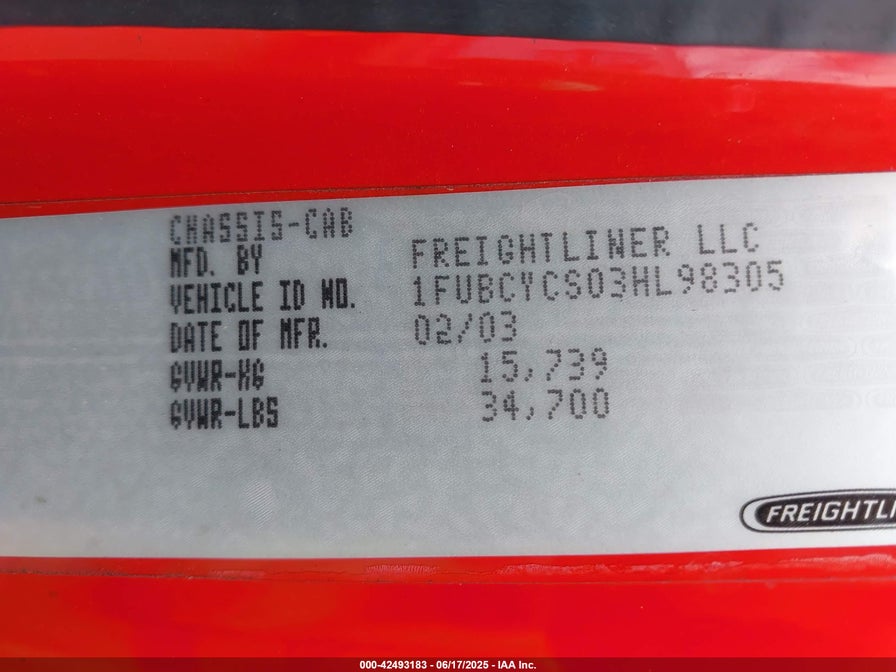 CHASSIS-CAB
MFD. BY FREIGHTLINER LLC
VEHICLE ID NO. 1FUBCYCS03HL98305
DATE OF MFR. 02/03
GVWR-KG 15,739
GVWR-LBS 34,700
FREIGHTLI
000-42493183 - 06/17/2025 - IAA Inc.